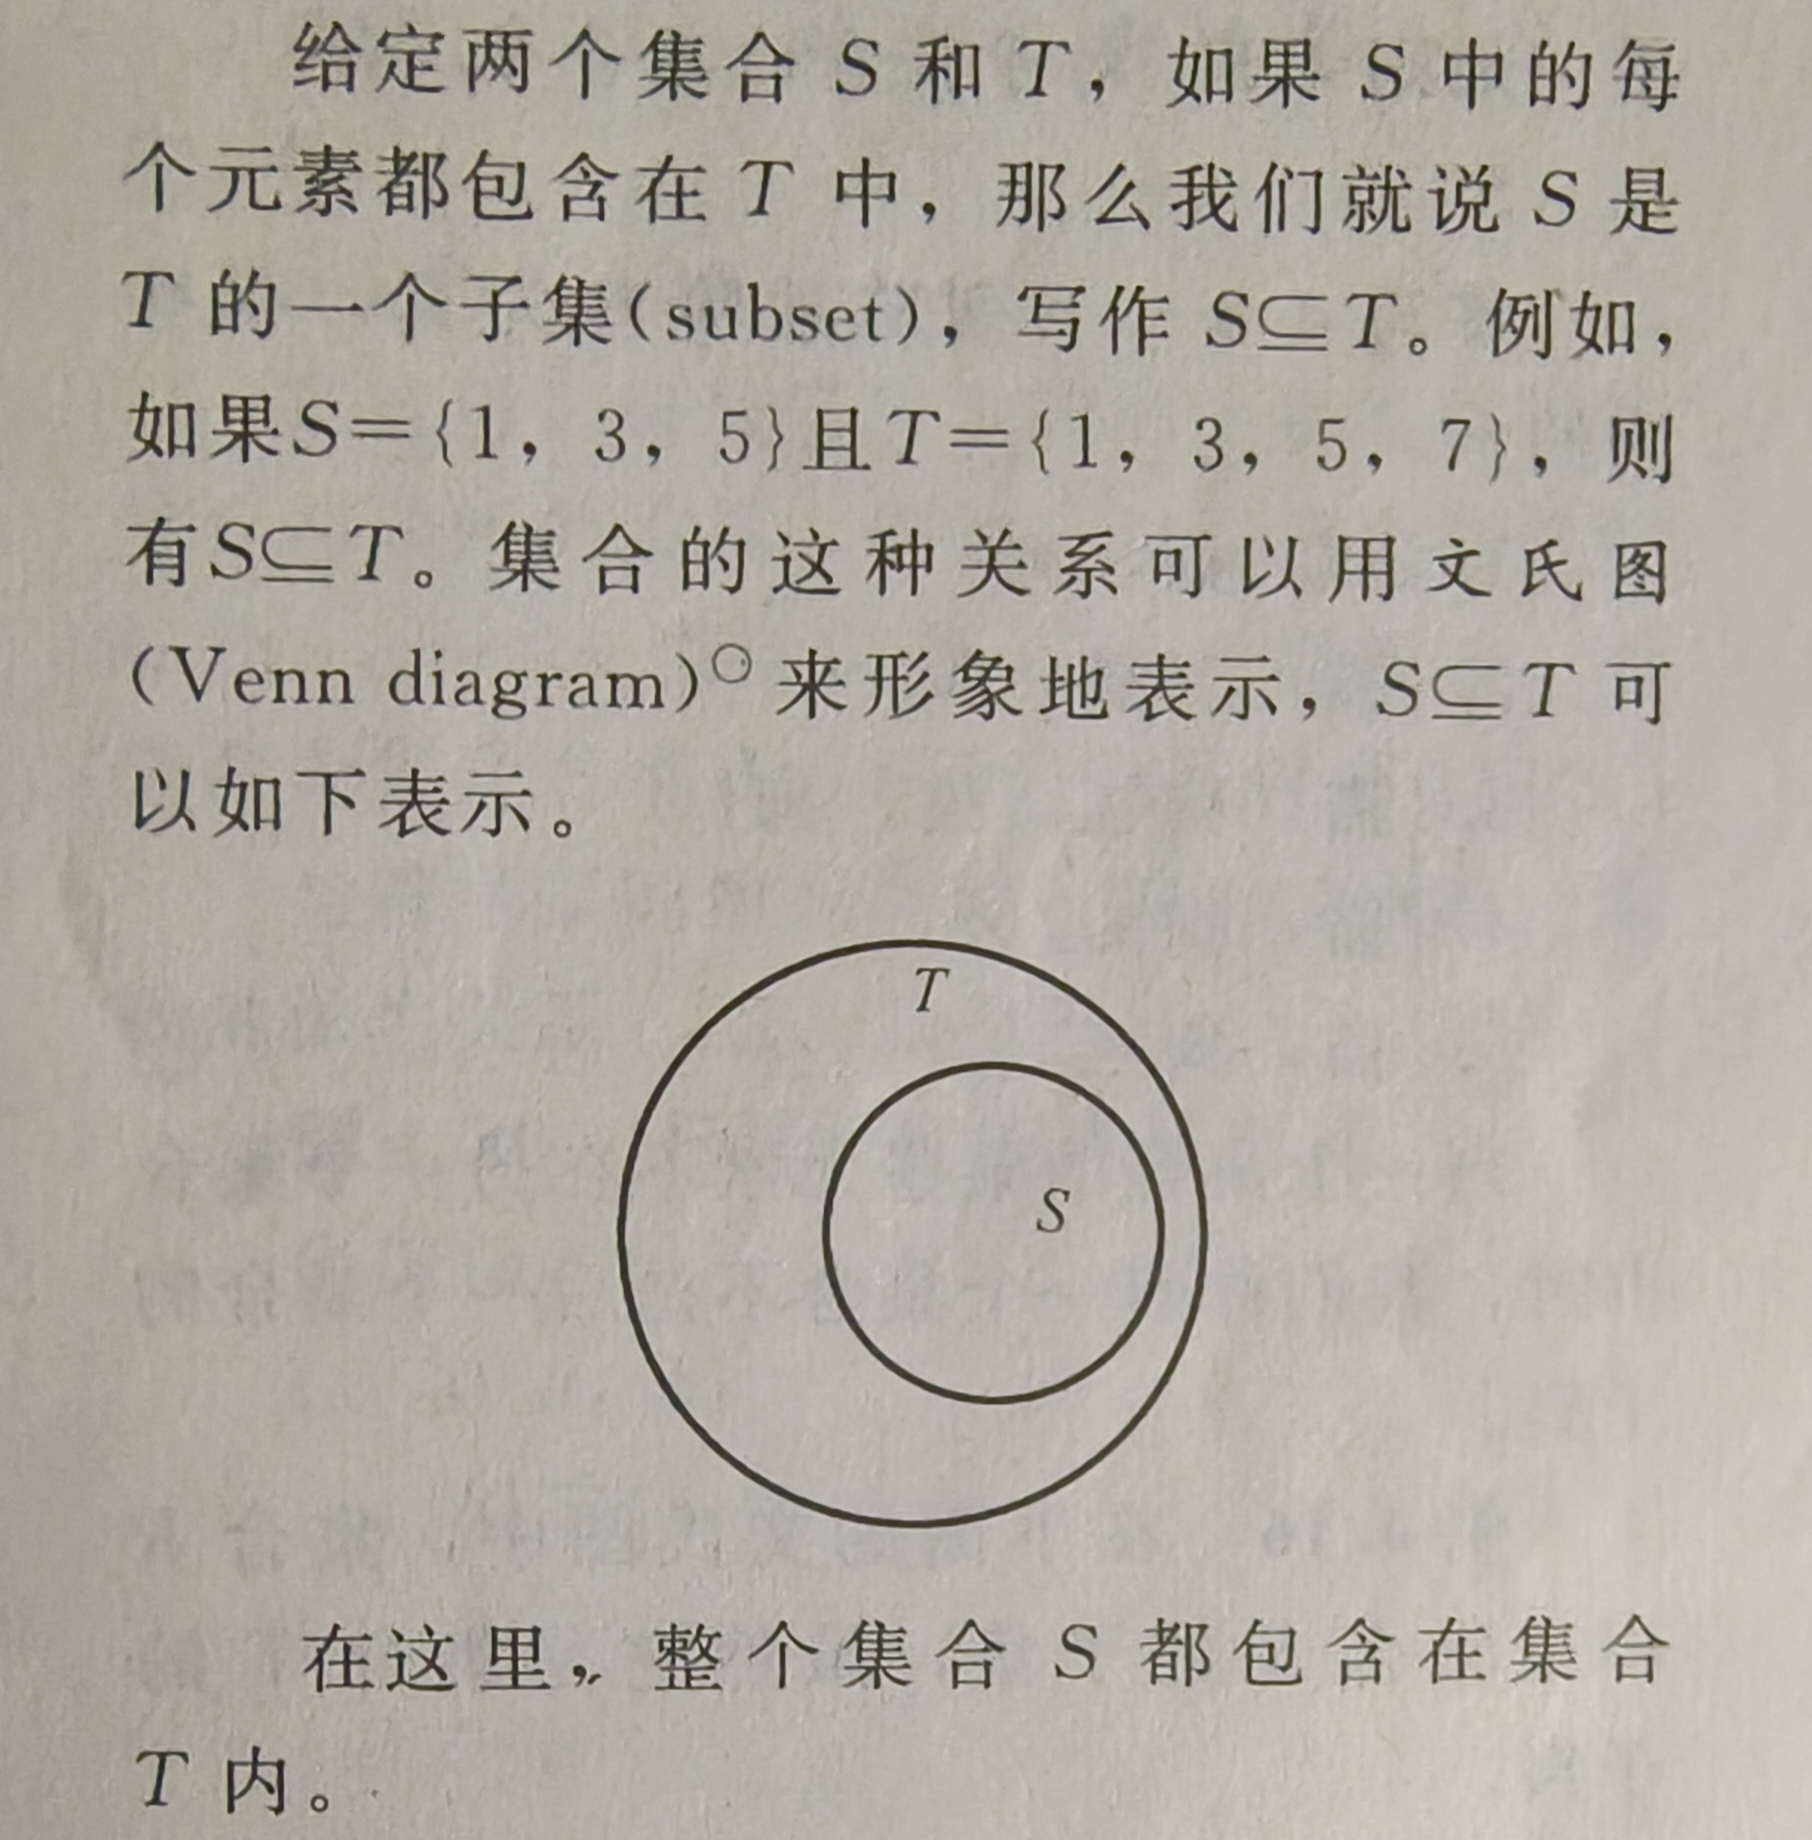 给定两个集合 S 和 T，如果 S 中的每
个元素都包含在 T 中，那么我们就说 S 是
T 的一个子集(subset)，写作 S⊆T。例如，
如果S={1，3，5}且T={1，3，5，7}，则
有S⊆T。集合的这种关系可以用文氏图
(Venn diagram)○来形象地表示，S⊆T 可
以如下表示。
T
S
在这里，整个集合 S 都包含在集合
T 内。